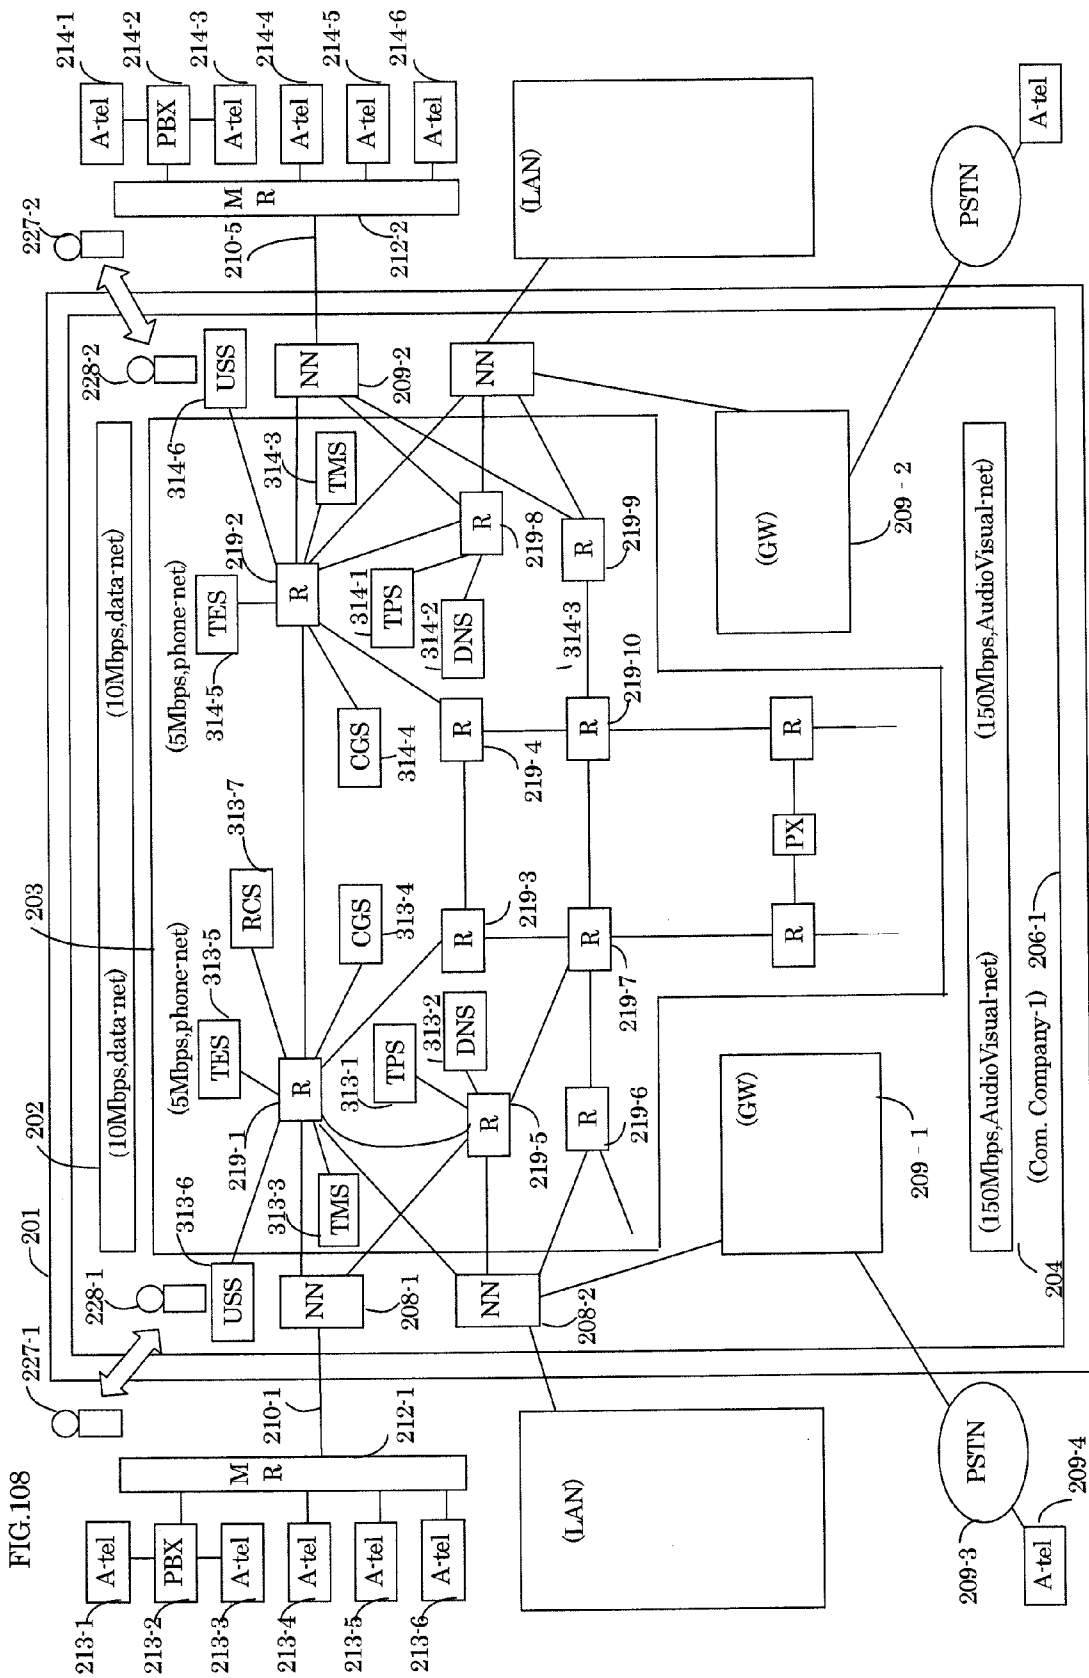 FIG.108
227-1
201
202
203
227-2
228-1
228-2
(10Mbps,data-net)
(10Mbps,data-net)
213-1
A-tel
213-2
PBX
213-3
A-tel
213-4
A-tel
213-5
A-tel
213-6
A-tel
M
R
210-1
212-1
214-1
A-tel
214-2
PBX
214-3
A-tel
214-4
A-tel
214-5
A-tel
214-6
A-tel
M
R
210-5
212-2
313-6
USS
(5Mbps,phone-net)
313-5
TES
313-7
RCS
(5Mbps,phone-net)
314-5
TES
314-6
USS
219-1
R
219-2
R
313-3
TMS
314-3
TMS
NN
208-1
NN
209-2
313-1
TPS
313-2
DNS
CGS
313-4
CGS
314-4
314-1
TPS
314-2
DNS
NN
208-2
R
219-5
R
219-3
R
219-4
R
219-8
NN
R
219-6
R
219-7
R
219-10
314-3
R
219-9
R
PX
R
(LAN)
(LAN)
(GW)
209 - 1
(GW)
209 - 2
204
(150Mbps,AudioVisual-net)
(150Mbps,AudioVisual-net)
(Com. Company-1)
206-1
PSTN
209-3
A-tel
209-4
PSTN
A-tel